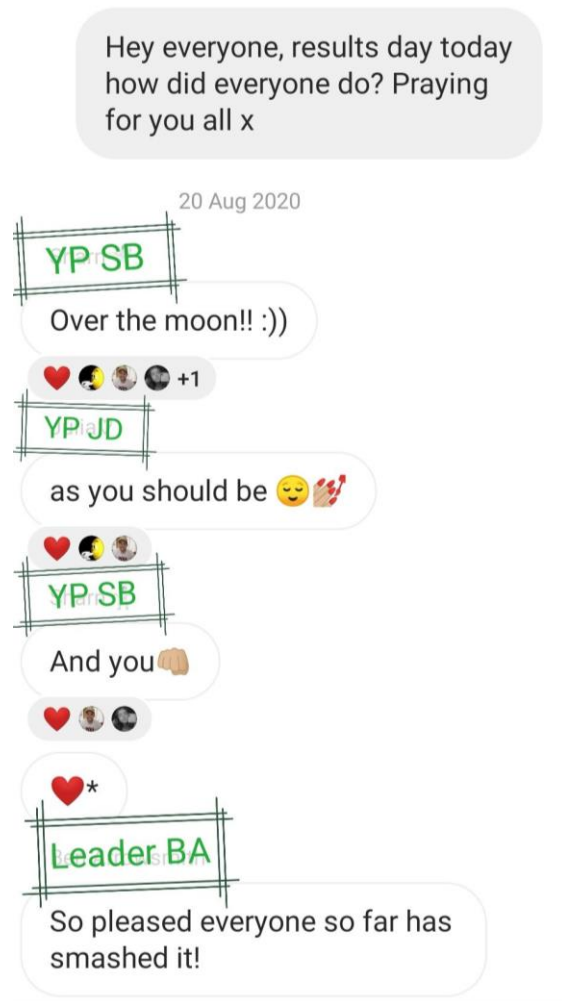 Hey everyone, results day today
how did everyone do? Praying
for you all x
20 Aug 2020
YP SB
Over the moon!! :))
+1
YP JD
as you should be 😌💅🏼
YP SB
And you👊🏼
❤️*
Leader BA
So pleased everyone so far has
smashed it!